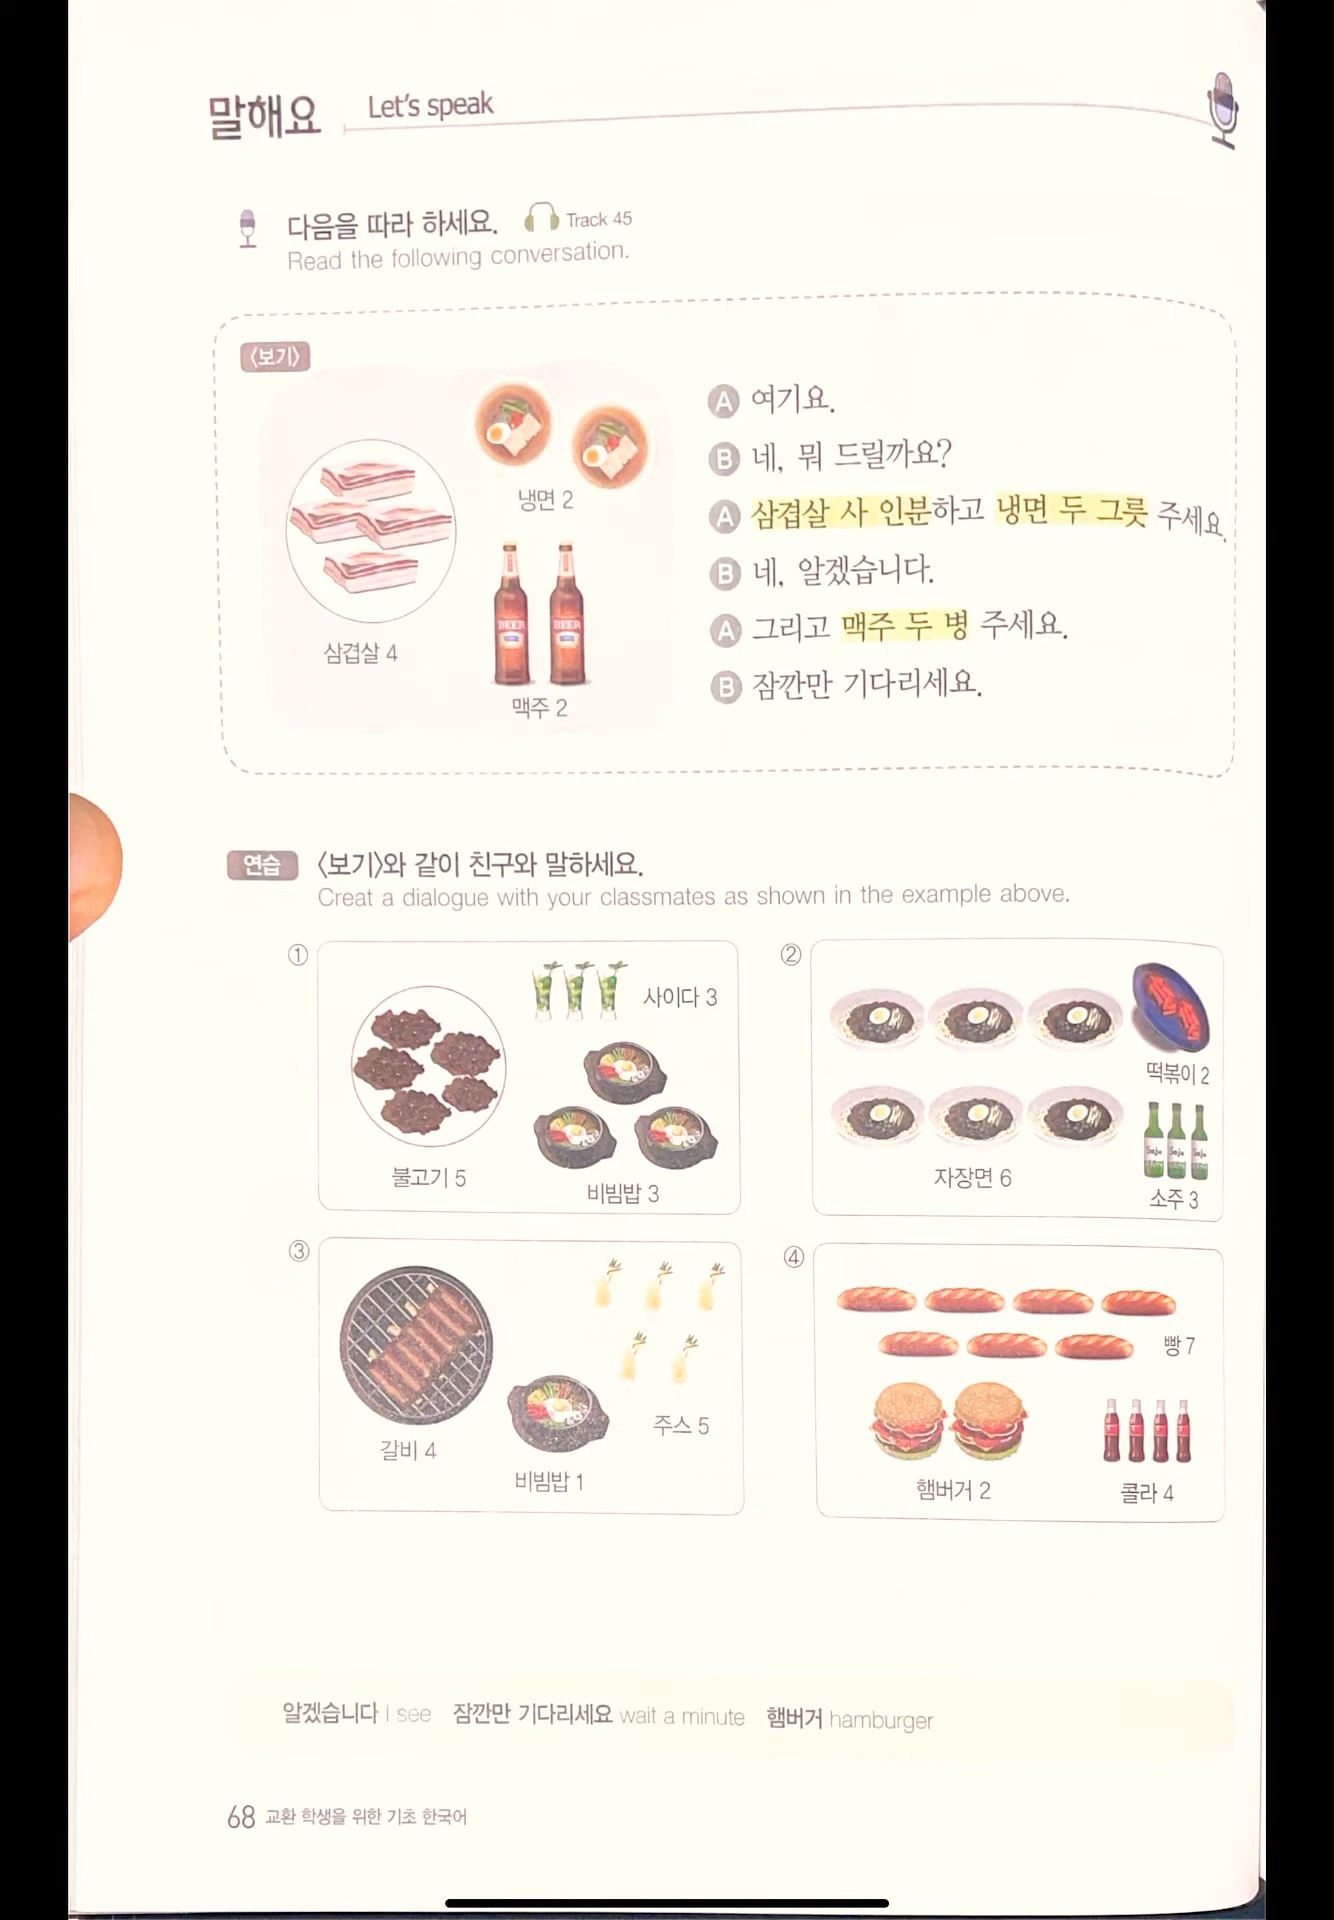 말해요 Let's speak
다음을 따라 하세요. Track 45
Read the following conversation.
〈보기〉
삼겹살 4
냉면 2
BEER BEER
맥주 2
A 여기요.
B 네, 뭐 드릴까요?
A 삼겹살 사 인분하고 냉면 두 그릇 주세요.
B 네, 알겠습니다.
A 그리고 맥주 두 병 주세요.
B 잠깐만 기다리세요.
연습 〈보기〉와 같이 친구와 말하세요.
Creat a dialogue with your classmates as shown in the example above.
①
사이다 3
불고기 5
비빔밥 3
②
떡볶이 2
자장면 6
Soju Soju Soju
소주 3
③
갈비 4
비빔밥 1
주스 5
④
빵 7
햄버거 2
콜라 4
알겠습니다 I see 잠깐만 기다리세요 wait a minute 햄버거 hamburger
68 교환 학생을 위한 기초 한국어